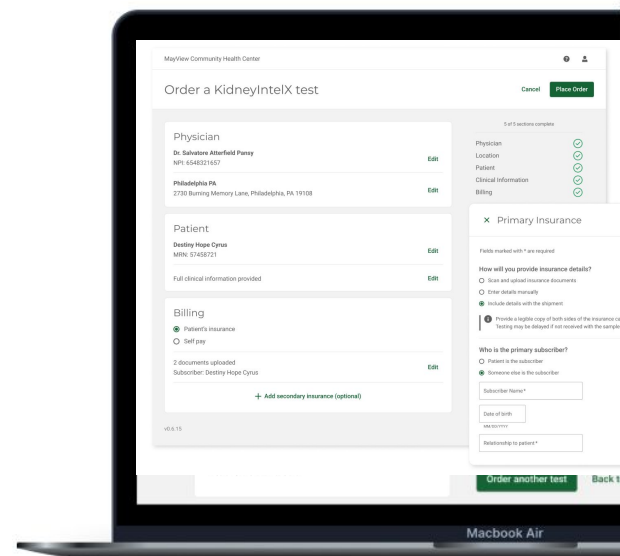 MayView Community Health Center
Order a KidneyIntelX test
Cancel
Place Order
Physician
Dr. Salvatore Atterfield Pansy
NPI: 6548321657
Edit
Philadelphia PA
2730 Burning Memory Lane, Philadelphia, PA 19108
Edit
Patient
Destiny Hope Cyrus
MRN: 57458721
Edit
Full clinical information provided
Edit
Billing
Patient's insurance
Self pay
2 documents uploaded
Subscriber: Destiny Hope Cyrus
Edit
+ Add secondary insurance (optional)
v0.6.15
5 of 5 sections complete
Physician
Location
Patient
Clinical Information
Billing
× Primary Insurance
Fields marked with * are required
How will you provide insurance details?
Scan and upload insurance documents
Enter details manually
Include details with the shipment
Provide a legible copy of both sides of the insurance
Testing may be delayed if not received with the sample
Who is the primary subscriber?
Patient is the subscriber
Someone else is the subscriber
Subscriber Name*
Date of birth
Relationship to patient*
Order another test
Back
Macbook Air